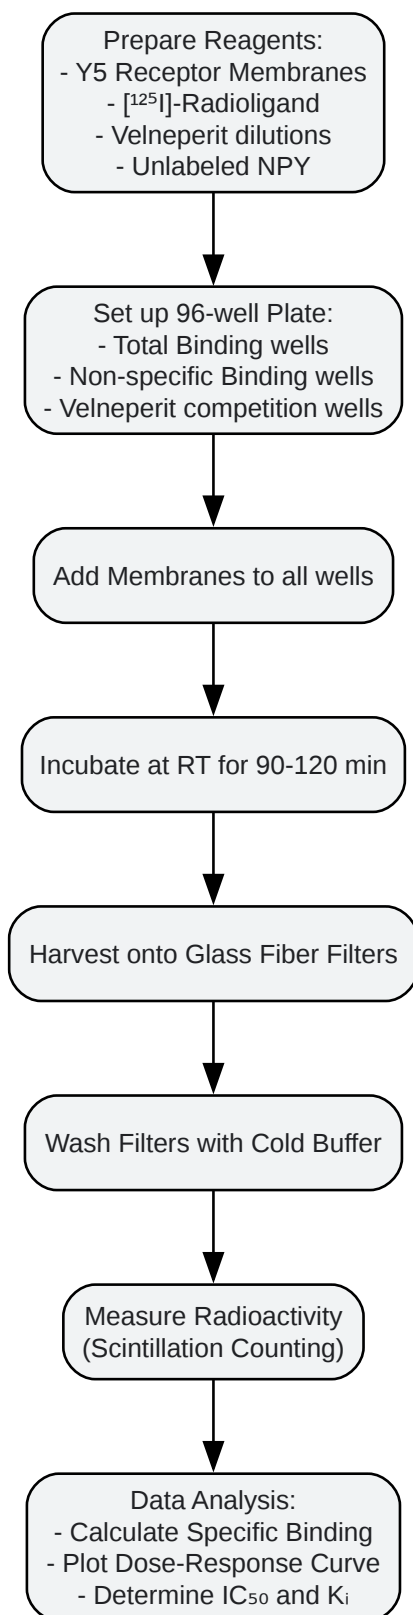 Prepare Reagents:
- Y5 Receptor Membranes
- [¹²⁵I]-Radioligand
- Velneperit dilutions
- Unlabeled NPY
Set up 96-well Plate:
- Total Binding wells
- Non-specific Binding wells
- Velneperit competition wells
Add Membranes to all wells
Incubate at RT for 90-120 min
Harvest onto Glass Fiber Filters
Wash Filters with Cold Buffer
Measure Radioactivity
(Scintillation Counting)
Data Analysis:
- Calculate Specific Binding
- Plot Dose-Response Curve
- Determine IC₅₀ and Kᵢ